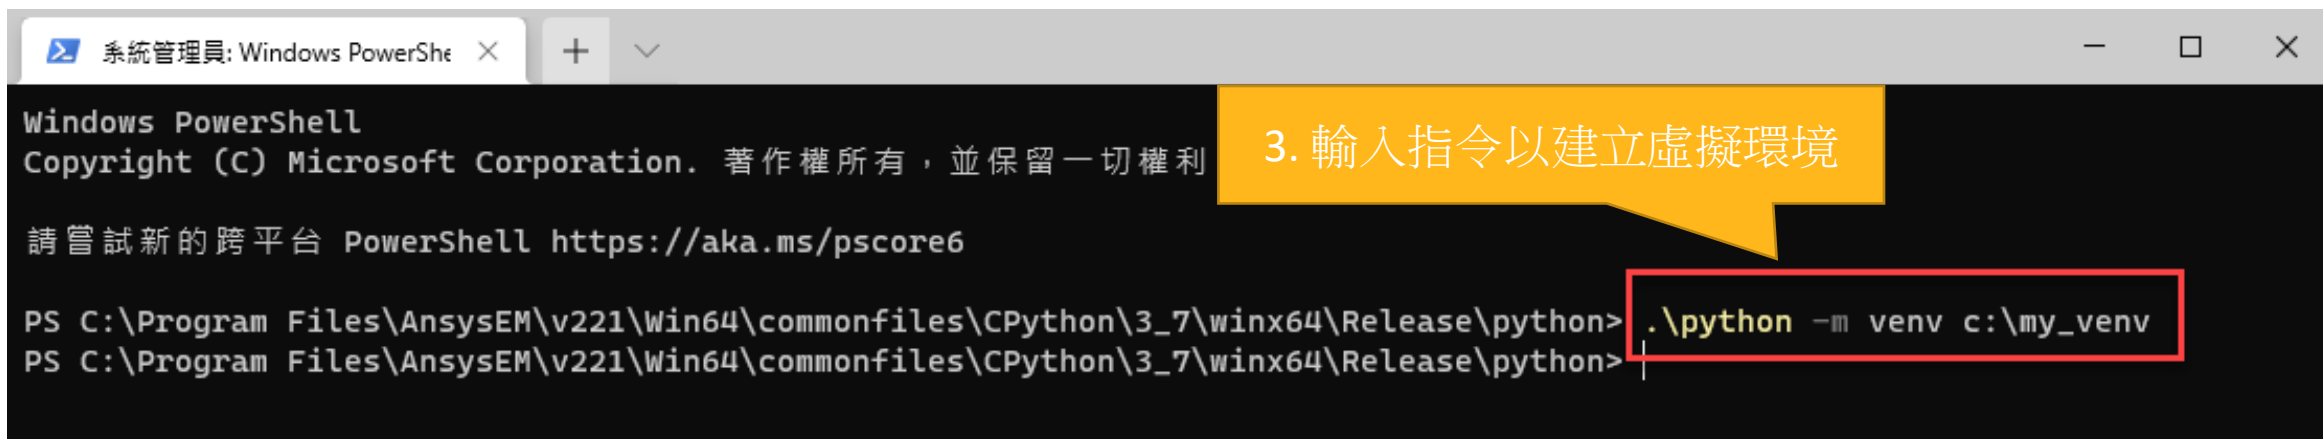 系統管理員: Windows PowerShe
Windows PowerShell
Copyright (C) Microsoft Corporation. 著作權所有，並保留一切權利
3. 輸入指令以建立虛擬環境
請嘗試新的跨平台 PowerShell https://aka.ms/pscore6
PS C:\Program Files\AnsysEM\v221\Win64\commonfiles\CPython\3_7\winx64\Release\python> .\python -m venv c:\my_venv
PS C:\Program Files\AnsysEM\v221\Win64\commonfiles\CPython\3_7\winx64\Release\python>